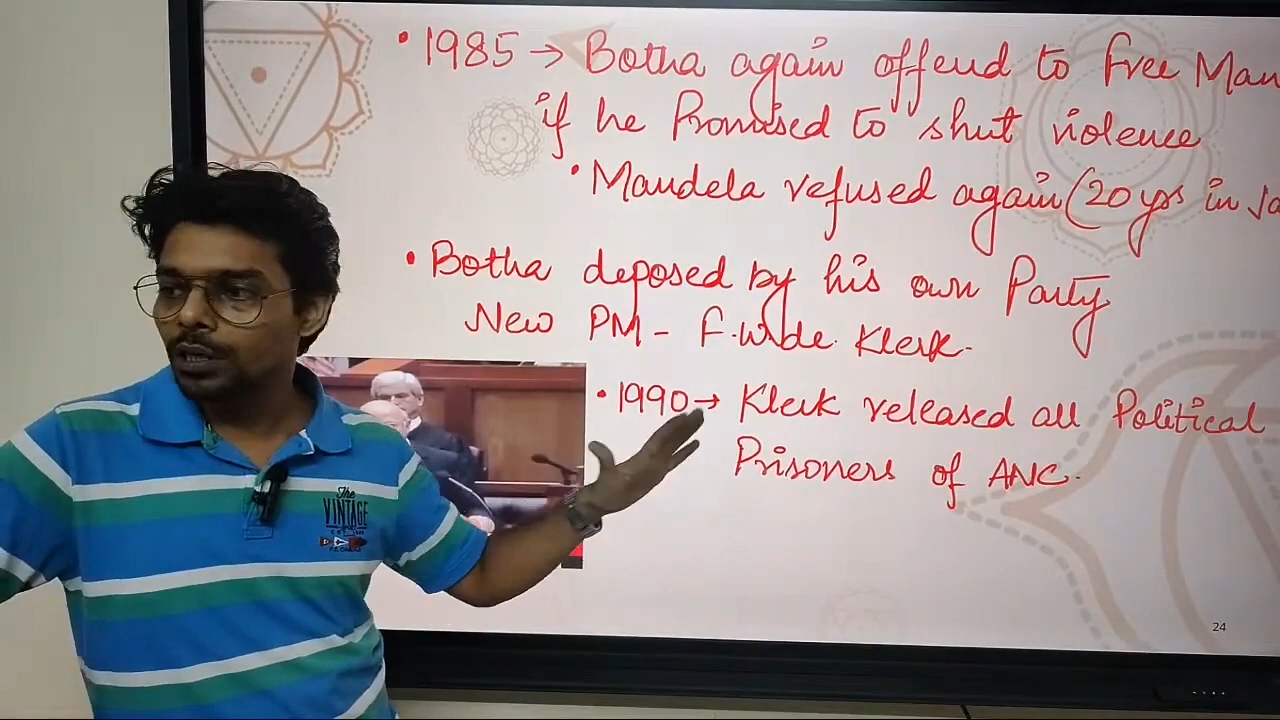 • 1985 → Botha again offerd to free Man
if he Promised to shut violence
• Mandela refused again (20 yrs in Ja
• Botha deposed by his own Party
New PM - F.W.de. Klerk.
• 1990 → Klerk released all Political
Prisoners of ANC.
The
VINTAGE
24